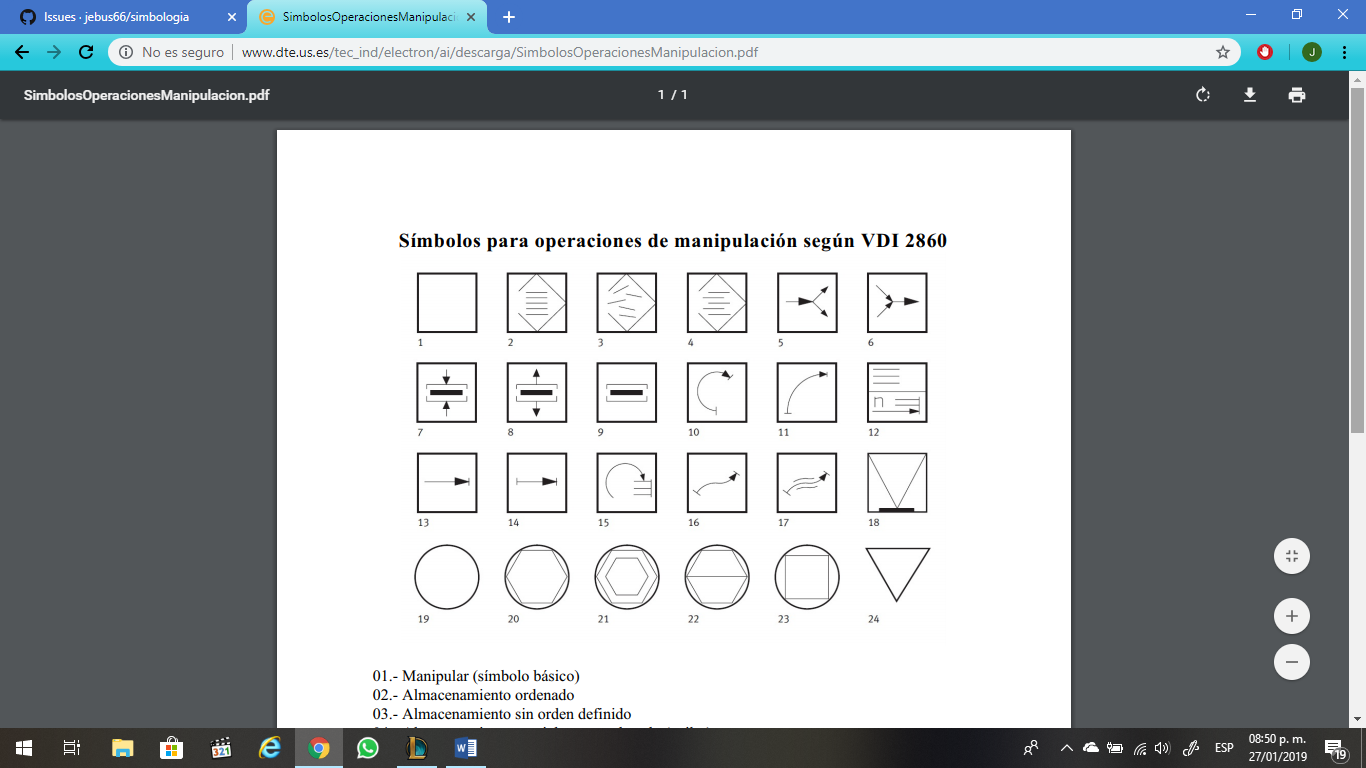 Issues · jebus66/simbologia
SimbolosOperacionesManipulaci
No es seguro
www.dte.us.es/tec_ind/electron/ai/descarga/SimbolosOperacionesManipulacion.pdf
J
SimbolosOperacionesManipulacion.pdf
1 / 1
Símbolos para operaciones de manipulación según VDI 2860
1 2 3 4 5 6
n
7 8 9 10 11 12
13 14 15 16 17 18
19 20 21 22 23 24
01.- Manipular (símbolo básico)
02.- Almacenamiento ordenado
03.- Almacenamiento sin orden definido
321
W
ESP
08:50 p. m.
27/01/2019
19